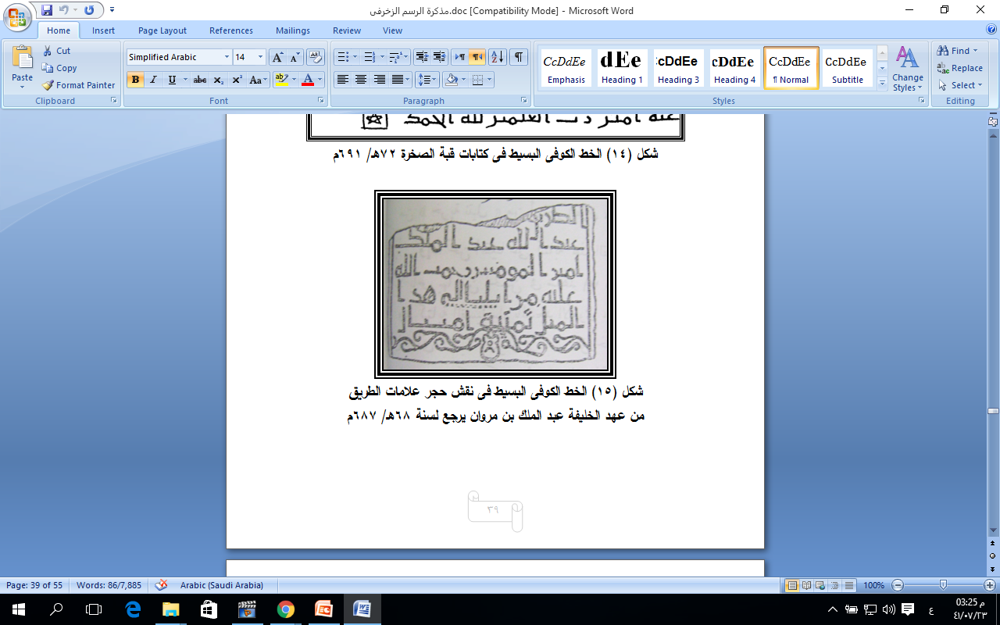 مذكرة الرسم الزخرفى.doc [Compatibility Mode] - Microsoft Word
Home Insert Page Layout References Mailings Review View
Paste
Cut
Copy
Format Painter
Clipboard
Simplified Arabic 14
B I U abc X₂ X² Aa
Font
Paragraph
CcDdEe Emphasis
dEe Heading 1
cDdEe Heading 3
cDdEe Heading 4
CcDdEe ¶ Normal
CcDdEe Subtitle
Change Styles
Styles
Find
Replace
Select
Editing
شكل (١٤) الخط الكوفى البسيط فى كتابات قبة الصخرة ٧٢هـ/ ٦٩١م
الطريق
عبد الله عبد الملك
امير المومنين رحمت الله
عليه من ايليا الى هذا
الميل ثمنية اميال
شكل (١٥) الخط الكوفى البسيط فى نقش حجر علامات الطريق
من عهد الخليفة عبد الملك بن مروان يرجع لسنة ٦٨هـ/ ٦٨٧م
٣٩
Page: 39 of 55 Words: 86/7,885 Arabic (Saudi Arabia) 100%
ع
03:25 م
٤١/٠٧/٢٣